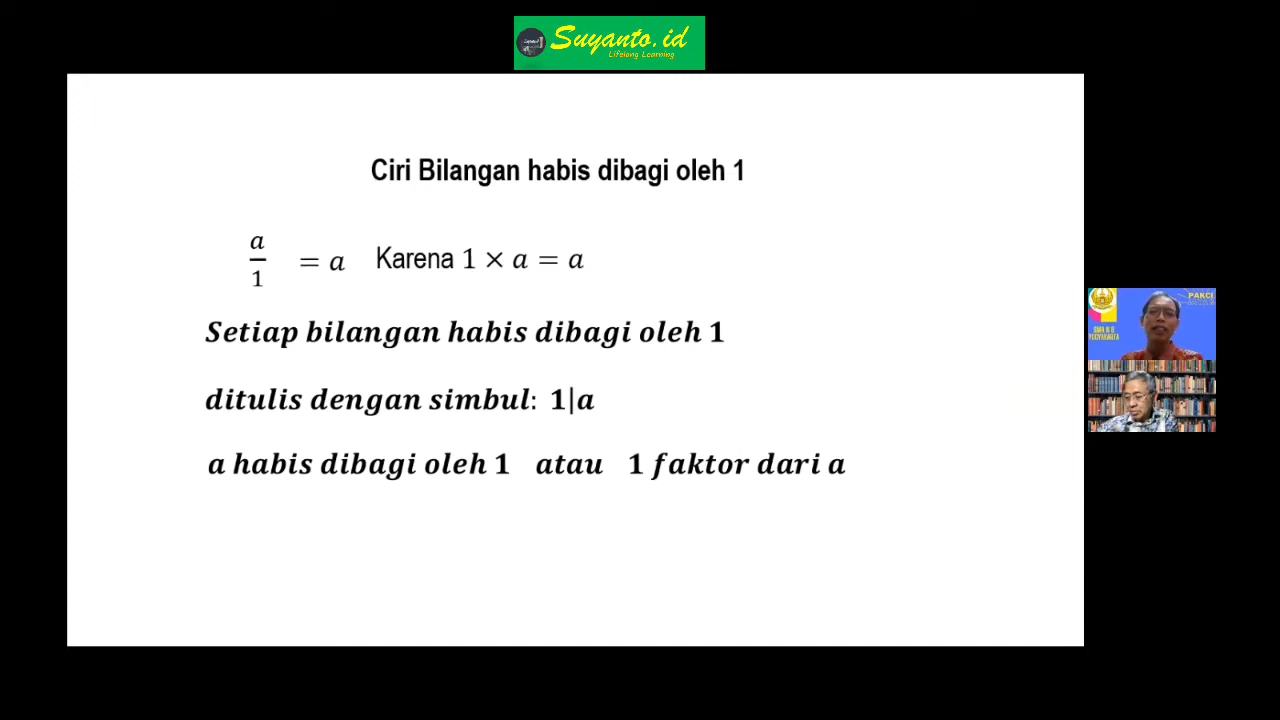 Suyanto.id
Lifelong Learning
Ciri Bilangan habis dibagi oleh 1
a/1 = a Karena 1 × a = a
Setiap bilangan habis dibagi oleh 1
ditulis dengan simbul: 1|a
a habis dibagi oleh 1 atau 1 faktor dari a
PAKCI